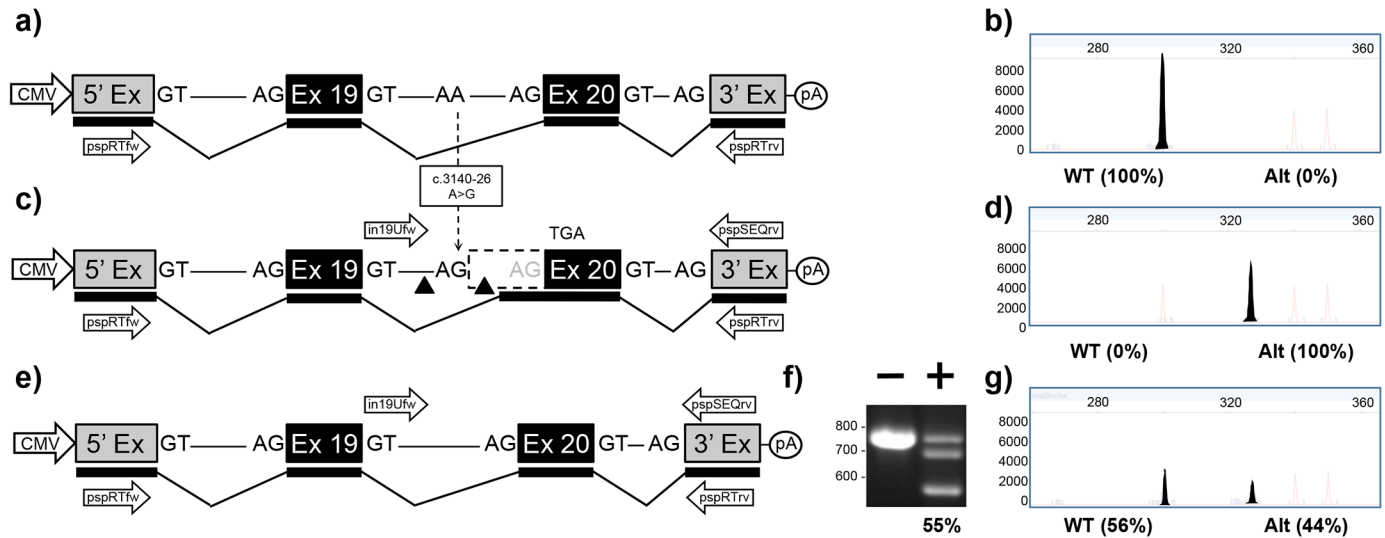 a)
CMV 5' Ex GT AG Ex 19 GT AA AG Ex 20 GT AG 3' Ex pA
pspRTfw pspRTrv
c.3140-26
A>G
b)
280 320 360
8000
6000
4000
2000
0
WT (100%) Alt (0%)
c)
in19Ufw TGA pspSEQrv
CMV 5' Ex GT AG Ex 19 GT AG AG Ex 20 GT AG 3' Ex pA
pspRTfw pspRTrv
d)
280 320 360
8000
6000
4000
2000
0
WT (0%) Alt (100%)
e)
in19Ufw pspSEQrv
CMV 5' Ex GT AG Ex 19 GT AG Ex 20 GT AG 3' Ex pA
pspRTfw pspRTrv
f)
− +
800 -
700 -
600 -
55%
g)
280 320 360
8000
6000
4000
2000
0
WT (56%) Alt (44%)